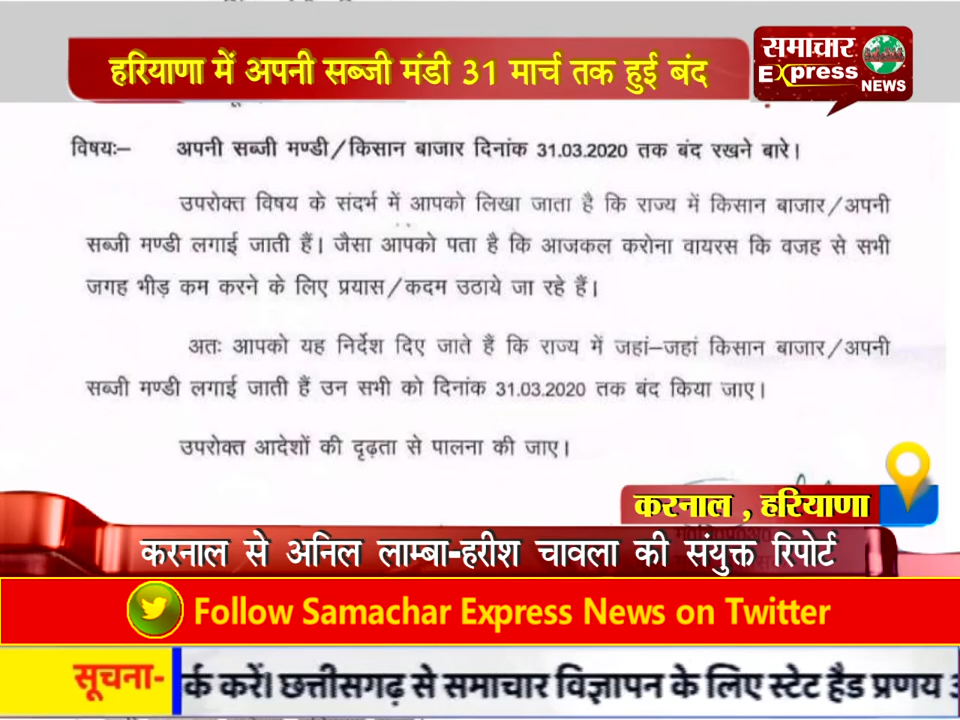 हरियाणा में अपनी सब्जी मंडी 31 मार्च तक हुई बंद
समाचार
Express
NEWS
विषयः– अपनी सब्जी मण्डी/किसान बाजार दिनांक 31.03.2020 तक बंद रखने बारे।
उपरोक्त विषय के संदर्भ में आपको लिखा जाता है कि राज्य में किसान बाजार/अपनी
सब्जी मण्डी लगाई जाती हैं। जैसा आपको पता है कि आजकल करोना वायरस कि वजह से सभी
जगह भीड़ कम करने के लिए प्रयास/कदम उठाये जा रहे हैं।
अतः आपको यह निर्देश दिए जाते हैं कि राज्य में जहां–जहां किसान बाजार/अपनी
सब्जी मण्डी लगाई जाती हैं उन सभी को दिनांक 31.03.2020 तक बंद किया जाए।
उपरोक्त आदेशों की दृढ़ता से पालना की जाए।
करनाल , हरियाणा
करनाल से अनिल लाम्बा-हरीश चावला की संयुक्त रिपोर्ट
Follow Samachar Express News on Twitter
सूचना- र्क करें। छत्तीसगढ़ से समाचार विज्ञापन के लिए स्टेट हैड प्रणय